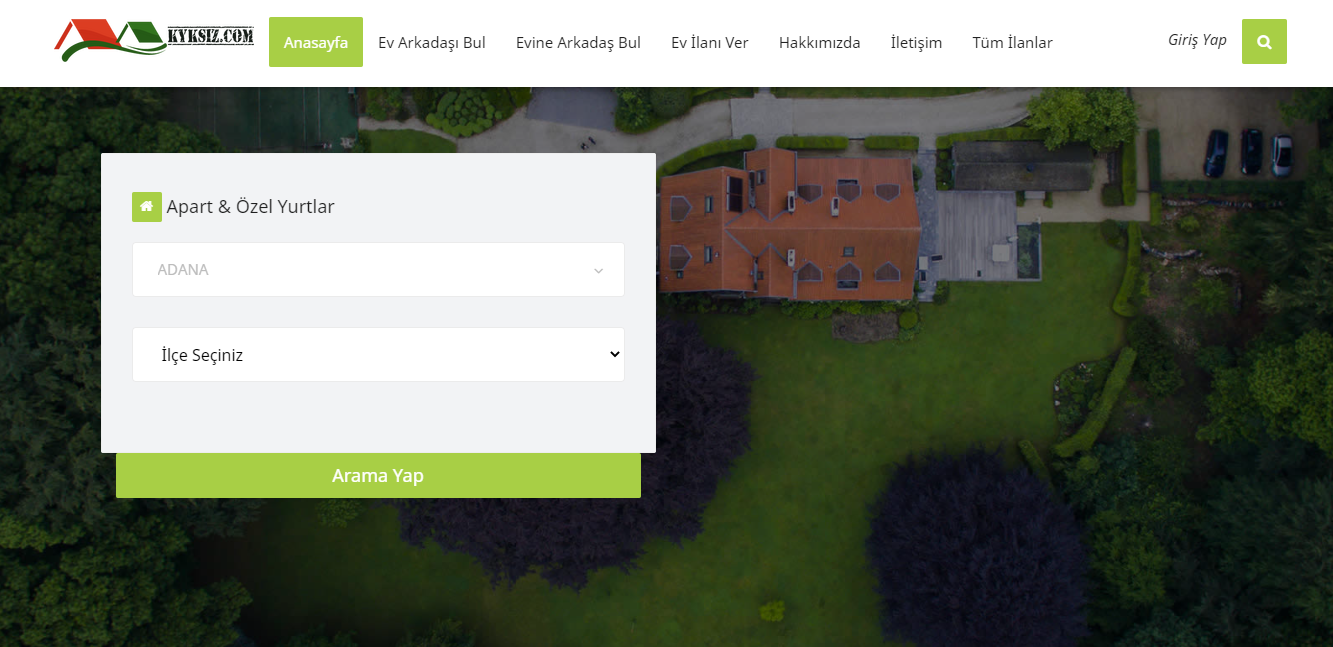 KYKSIZ.COM
Anasayfa
Ev Arkadaşı Bul
Evine Arkadaş Bul
Ev İlanı Ver
Hakkımızda
İletişim
Tüm İlanlar
Giriş Yap
Apart & Özel Yurtlar
ADANA
İlçe Seçiniz
Arama Yap